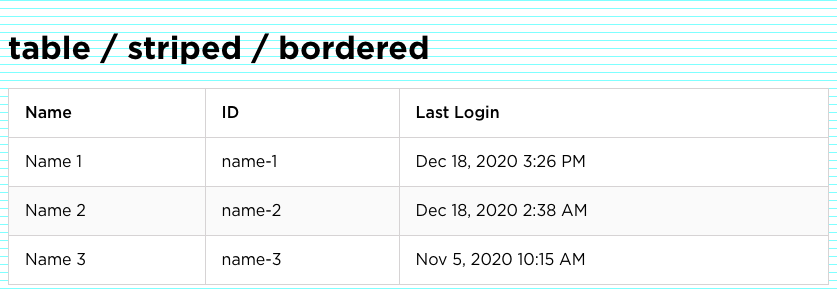 table / striped / bordered
Name ID Last Login
Name 1 name-1 Dec 18, 2020 3:26 PM
Name 2 name-2 Dec 18, 2020 2:38 AM
Name 3 name-3 Nov 5, 2020 10:15 AM